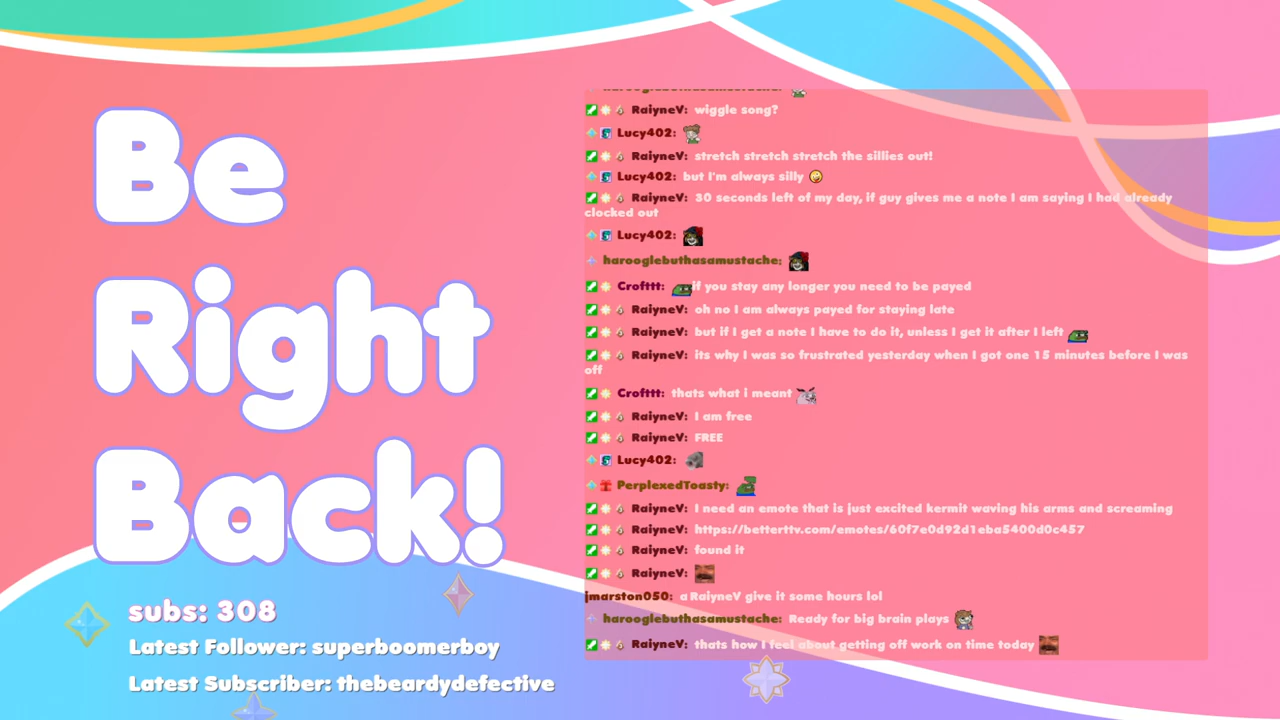 Be
Right
Back!
subs: 308
Latest Follower: superboomerboy
Latest Subscriber: thebeardydefective
harooglebuthasamustache:
RaiyneV: wiggle song?
Lucy402:
RaiyneV: stretch stretch stretch the sillies out!
Lucy402: but i'm always silly
RaiyneV: 30 seconds left of my day, if guy gives me a note I am saying I had already
clocked out
Lucy402:
harooglebuthasamustache:
Crofttt: if you stay any longer you need to be payed
RaiyneV: oh no I am always payed for staying late
RaiyneV: but if I get a note I have to do it, unless I get it after I left
RaiyneV: its why I was so frustrated yesterday when I got one 15 minutes before I was
off
Crofttt: thats what i meant
RaiyneV: I am free
RaiyneV: FREE
Lucy402:
PerplexedToasty:
RaiyneV: I need an emote that is just excited kermit waving his arms and screaming
RaiyneV: https://betterttv.com/emotes/60f7e0d92d1eba5400d0c457
RaiyneV: found it
RaiyneV:
jmarston050: a RaiyneV give it some hours lol
harooglebuthasamustache: Ready for big brain plays
RaiyneV: thats how I feel about getting off work on time today